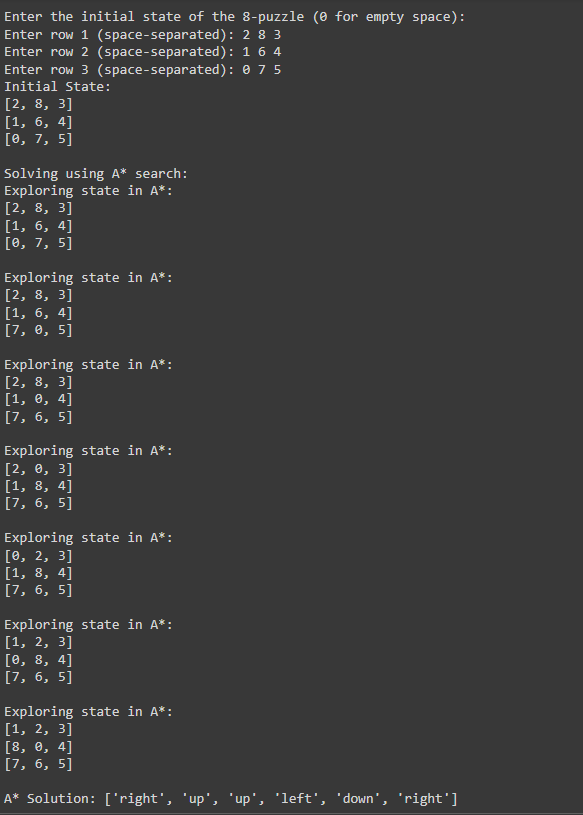 Enter the initial state of the 8-puzzle (0 for empty space):
Enter row 1 (space-separated): 2 8 3
Enter row 2 (space-separated): 1 6 4
Enter row 3 (space-separated): 0 7 5
Initial State:
[2, 8, 3]
[1, 6, 4]
[0, 7, 5]

Solving using A* search:
Exploring state in A*:
[2, 8, 3]
[1, 6, 4]
[0, 7, 5]

Exploring state in A*:
[2, 8, 3]
[1, 6, 4]
[7, 0, 5]

Exploring state in A*:
[2, 8, 3]
[1, 0, 4]
[7, 6, 5]

Exploring state in A*:
[2, 0, 3]
[1, 8, 4]
[7, 6, 5]

Exploring state in A*:
[0, 2, 3]
[1, 8, 4]
[7, 6, 5]

Exploring state in A*:
[1, 2, 3]
[0, 8, 4]
[7, 6, 5]

Exploring state in A*:
[1, 2, 3]
[8, 0, 4]
[7, 6, 5]

A* Solution: ['right', 'up', 'up', 'left', 'down', 'right']